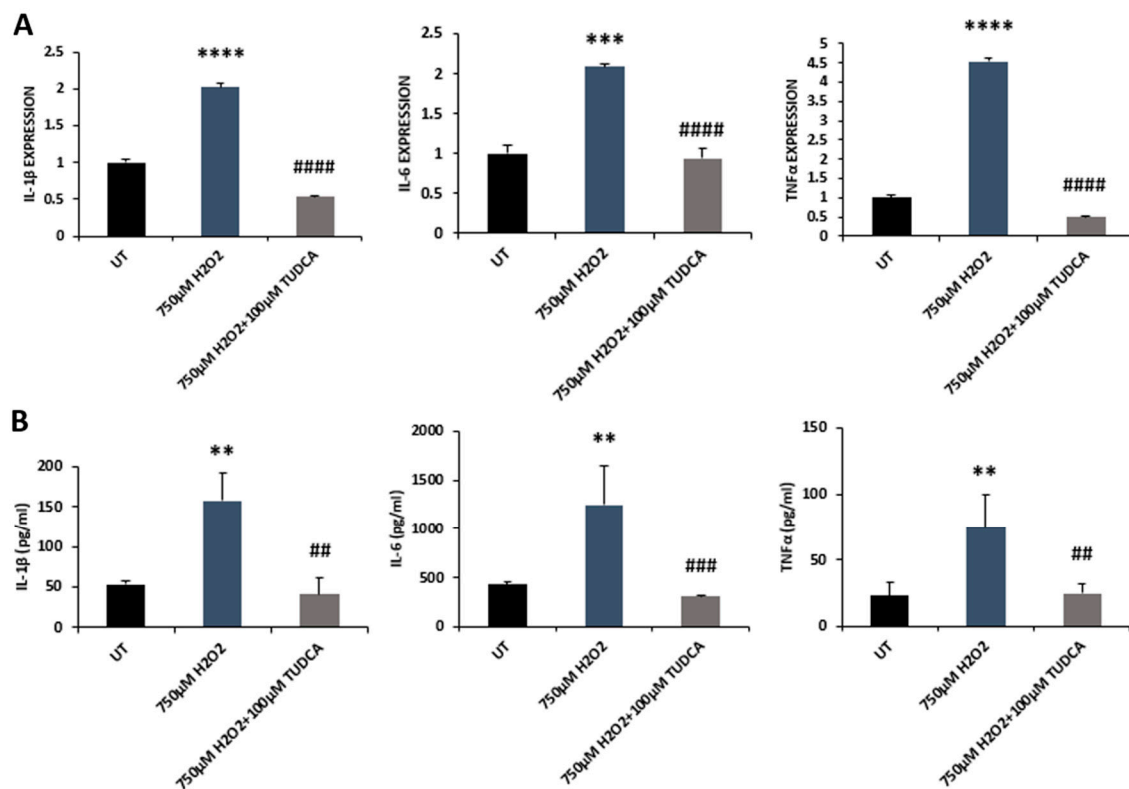 A
IL-1β EXPRESSION
2.5
2
1.5
1
0.5
0
****
####
UT
750µM H2O2
750µM H2O2+100µM TUDCA
IL-6 EXPRESSION
2.5
2
1.5
1
0.5
0
***
####
UT
750µM H2O2
750µM H2O2+100µM TUDCA
TNFα EXPRESSION
5
4.5
4
3.5
3
2.5
2
1.5
1
0.5
0
****
####
UT
750µM H2O2
750µM H2O2+100µM TUDCA
B
IL-1β (pg/ml)
200
150
100
50
0
**
##
UT
750µM H2O2
750µM H2O2+100µM TUDCA
IL-6 (pg/ml)
2000
1500
1000
500
0
**
###
UT
750µM H2O2
750µM H2O2+100µM TUDCA
TNFα (pg/ml)
150
100
50
0
**
##
UT
750µM H2O2
750µM H2O2+100µM TUDCA